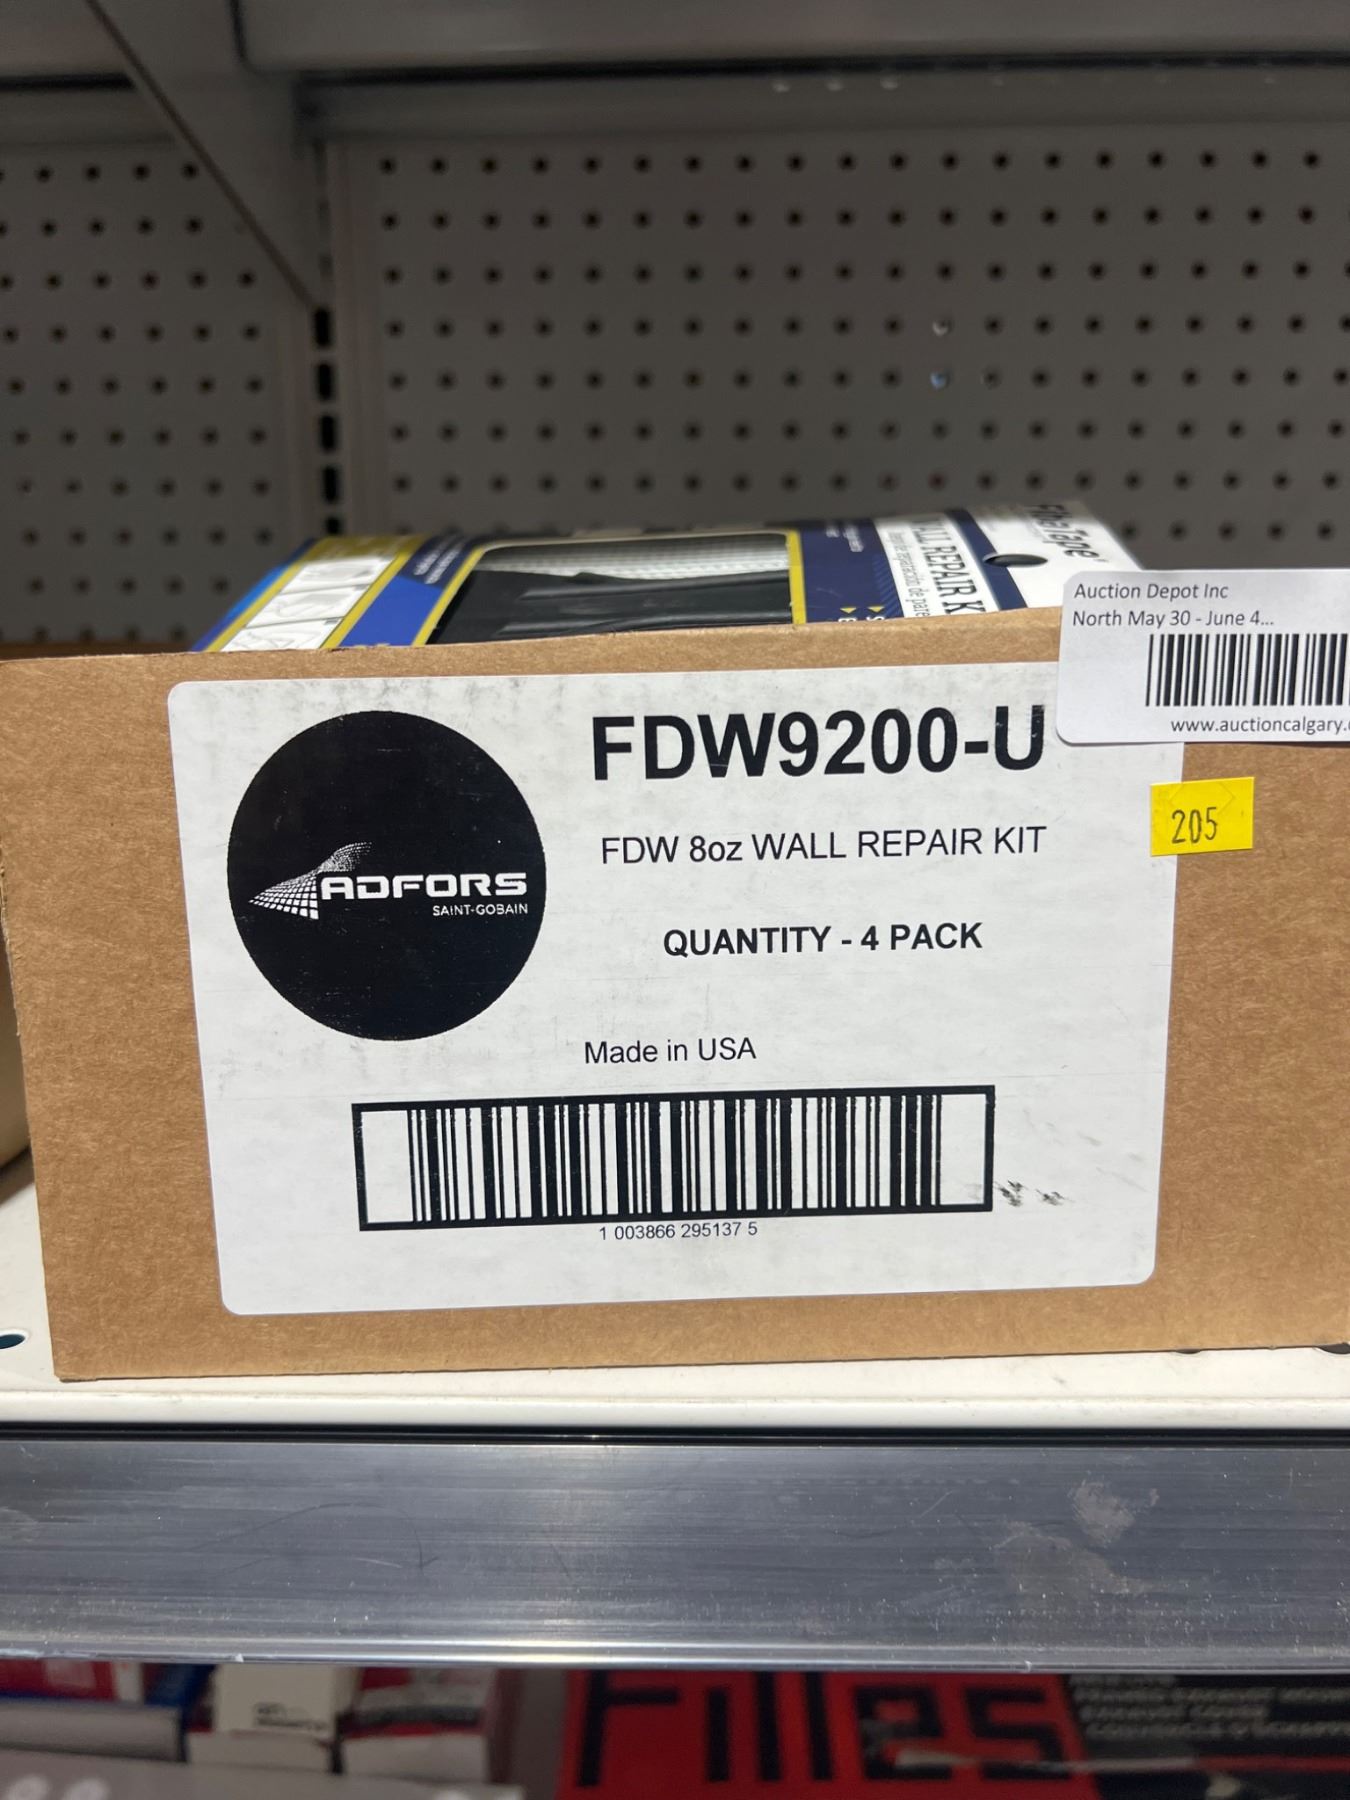 FibaTape
WALL REPAIR K
Auction Depot Inc
North May 30 - June 4...
www.auctioncalgary.
205
FDW9200-U
FDW 8oz WALL REPAIR KIT
ADFORS
SAINT-GOBAIN
QUANTITY - 4 PACK
Made in USA
1 003866 295137 5